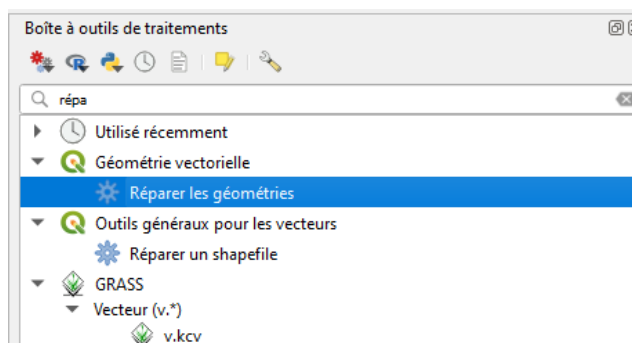 Boîte à outils de traitements
répa
Utilisé récemment
Géométrie vectorielle
Réparer les géométries
Outils généraux pour les vecteurs
Réparer un shapefile
GRASS
Vecteur (v.*)
v.kcv